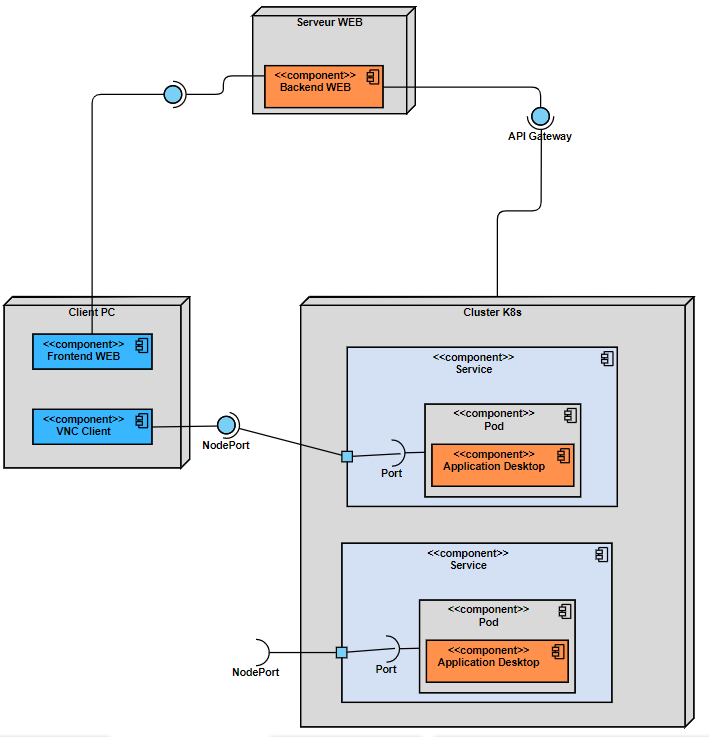 Serveur WEB
<<component>>
Backend WEB
API Gateway
Client PC
<<component>>
Frontend WEB
<<component>>
VNC Client
NodePort
Cluster K8s
<<component>>
Service
<<component>>
Pod
<<component>>
Application Desktop
Port
<<component>>
Service
<<component>>
Pod
<<component>>
Application Desktop
Port
NodePort